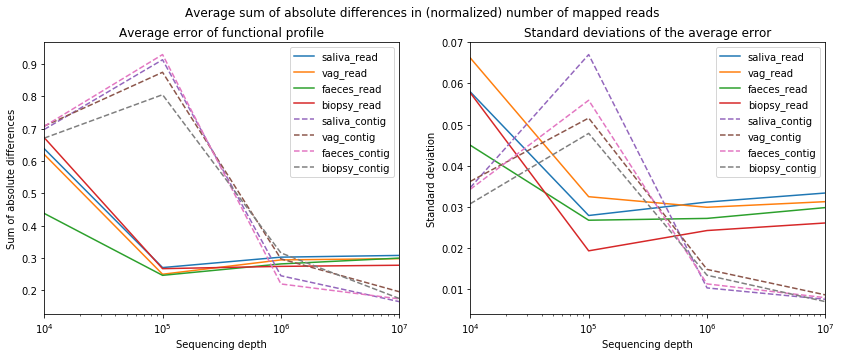 Average sum of absolute differences in (normalized) number of mapped reads
Average error of functional profile
Sum of absolute differences
0.9
0.8
0.7
0.6
0.5
0.4
0.3
0.2
10^4
10^5
10^6
10^7
Sequencing depth
saliva_read
vag_read
faeces_read
biopsy_read
saliva_contig
vag_contig
faeces_contig
biopsy_contig
Standard deviations of the average error
Standard deviation
0.07
0.06
0.05
0.04
0.03
0.02
0.01
10^4
10^5
10^6
10^7
Sequencing depth
saliva_read
vag_read
faeces_read
biopsy_read
saliva_contig
vag_contig
faeces_contig
biopsy_contig